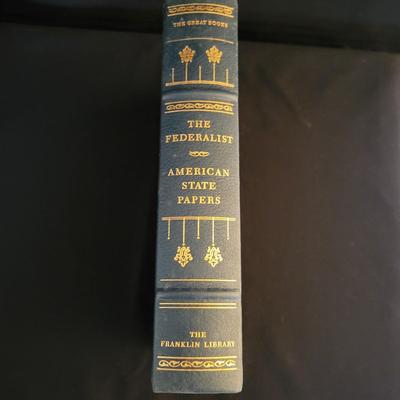 THE GREAT BOOKS
THE
FEDERALIST
AMERICAN
STATE
PAPERS
THE
FRANKLIN LIBRARY